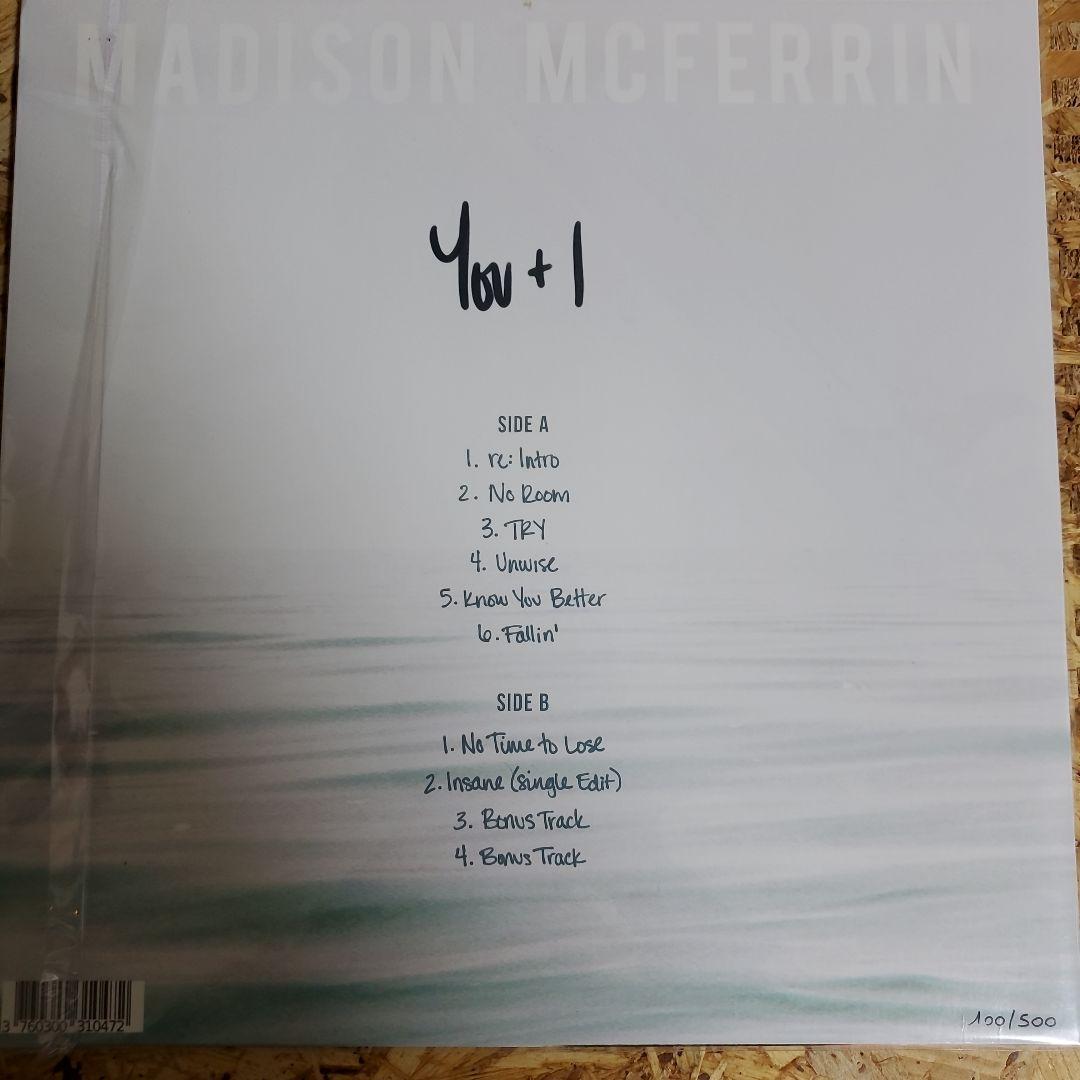 MADISON MCFERRIN
You + I
SIDE A
1. re: Intro
2. No Room
3. TRY
4. Unwise
5. Know You Better
6. Fallin'
SIDE B
1. No Time to Lose
2. Insane (Single Edit)
3. Bonus Track
4. Bonus Track
3 760300 310472
100/500